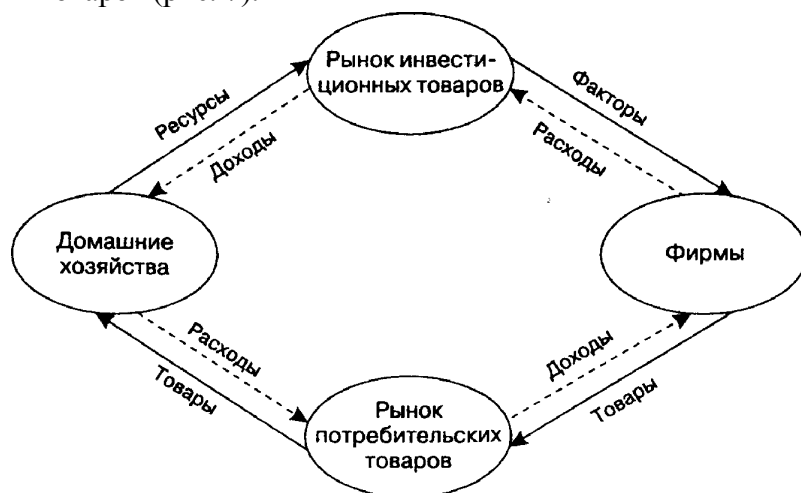 Рынок инвести-
ционных товаров
Ресурсы
Доходы
Факторы
Расходы
Домашние
хозяйства
Фирмы
Расходы
Товары
Доходы
Товары
Рынок
потребительских
товаров